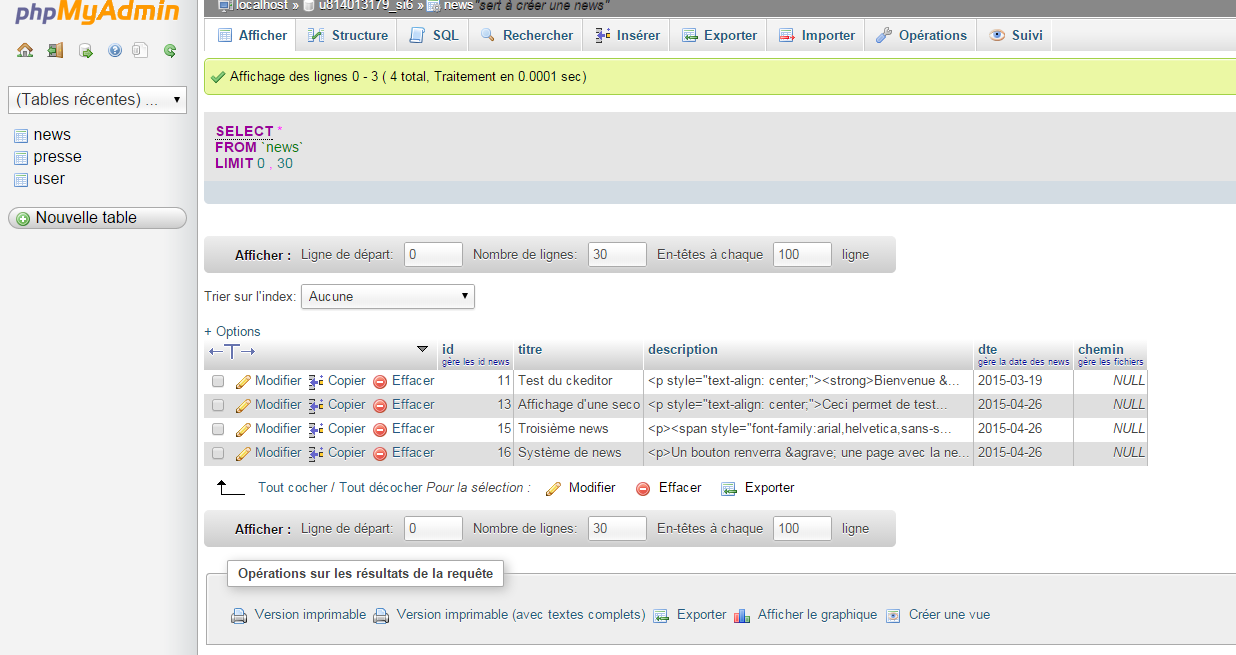 phpMyAdmin
localhost » u814013179_si6 » news "sert à créer une news"
Afficher Structure SQL Rechercher Insérer Exporter Importer Opérations Suivi
Affichage des lignes 0 - 3 ( 4 total, Traitement en 0.0001 sec)
(Tables récentes) ...
news
presse
user
Nouvelle table
SELECT *
FROM `news`
LIMIT 0 , 30
Afficher : Ligne de départ: 0 Nombre de lignes: 30 En-têtes à chaque 100 ligne
Trier sur l'index: Aucune
+ Options
←T→ id titre description dte chemin
gère les id news gère la date des news gère les fichiers
Modifier Copier Effacer 11 Test du ckeditor <p style="text-align: center;"><strong>Bienvenue &... 2015-03-19 NULL
Modifier Copier Effacer 13 Affichage d'une seco <p style="text-align: center;">Ceci permet de test... 2015-04-26 NULL
Modifier Copier Effacer 15 Troisième news <p><span style="font-family:arial,helvetica,sans-s... 2015-04-26 NULL
Modifier Copier Effacer 16 Système de news <p>Un bouton renverra &agrave; une page avec la ne... 2015-04-26 NULL
Tout cocher / Tout décocher Pour la sélection : Modifier Effacer Exporter
Afficher : Ligne de départ: 0 Nombre de lignes: 30 En-têtes à chaque 100 ligne
Opérations sur les résultats de la requête
Version imprimable Version imprimable (avec textes complets) Exporter Afficher le graphique Créer une vue